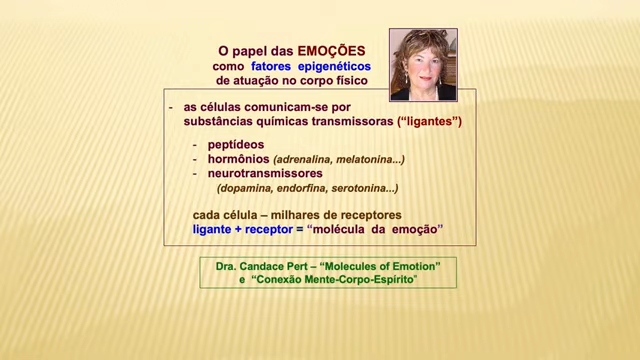 O papel das EMOÇÕES
como fatores epigenéticos
de atuação no corpo físico
- as células comunicam-se por
substâncias químicas transmissoras (“ligantes”)
- peptídeos
- hormônios (adrenalina, melatonina...)
- neurotransmissores
(dopamina, endorfina, serotonina...)
cada célula – milhares de receptores
ligante + receptor = “molécula da emoção”
Dra. Candace Pert – “Molecules of Emotion”
e “Conexão Mente-Corpo-Espírito”